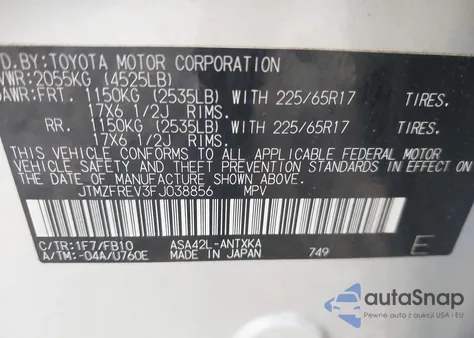 D.BY:TOYOTA MOTOR CORPORATION
VWR:2055KG (4525LB)
AWR:FRT. 1150KG (2535LB) WITH 225/65R17 TIRES.
17X6 1/2J RIMS.
RR. 1150KG (2535LB) WITH 225/65R17 TIRES.
17X6 1/2J RIMS.
THIS VEHICLE CONFORMS TO ALL APPLICABLE FEDERAL MOTOR
VEHICLE SAFETY AND THEFT PREVENTION STANDARDS IN EFFECT ON
THE DATE OF MANUFACTURE SHOWN ABOVE.
JTMZFREV3FJ038856 MPV
C/TR:1F7/FB10 ASA42L-ANTXKA
A/TM:-04A/U760E MADE IN JAPAN 749 E
autoSnap
Pewne auta z aukcji USA i EU